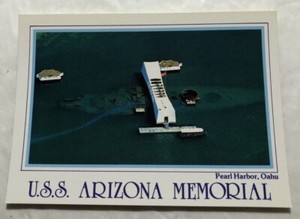 Pearl Harbor, Oahu
U.S.S. ARIZONA MEMORIAL